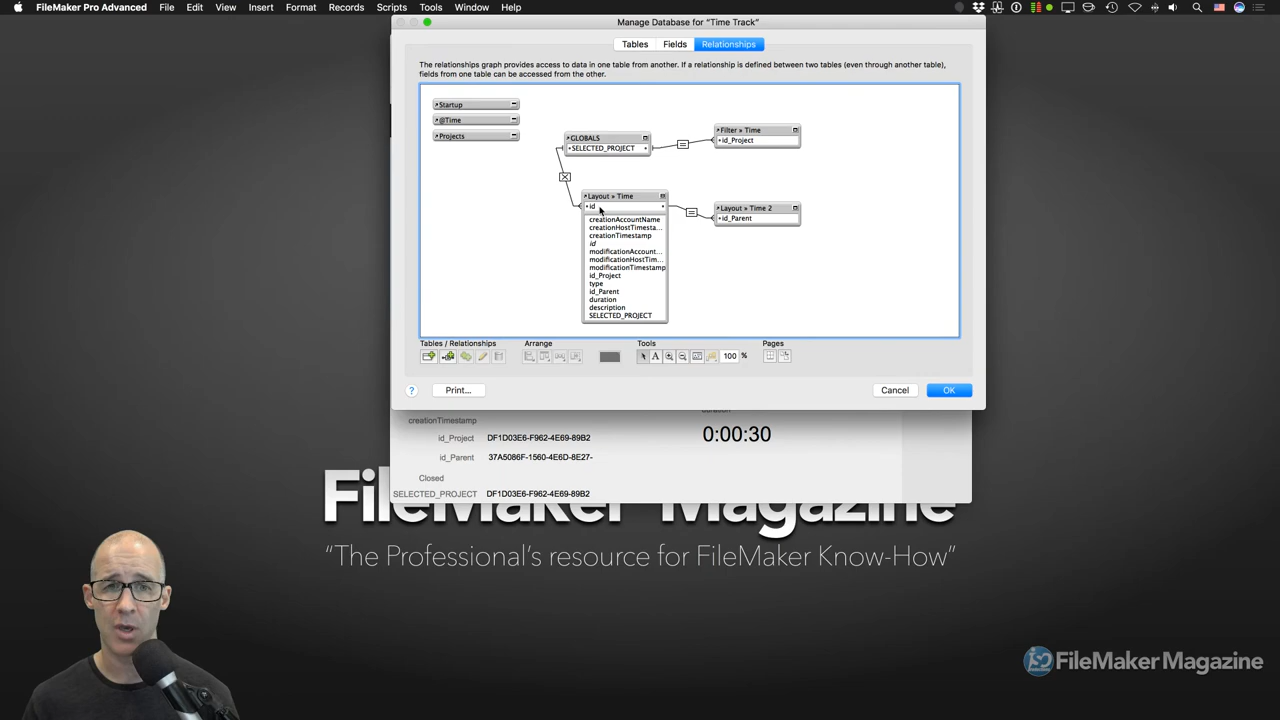 FileMaker Pro Advanced File Edit View Insert Format Records Scripts Tools Window Help
Manage Database for "Time Track"
Tables Fields Relationships
The relationships graph provides access to data in one table from another. If a relationship is defined between two tables (even through another table),
fields from one table can be accessed from the other.
Startup
@Time
Projects
GLOBALS
SELECTED_PROJECT
Filter » Time
id_Project
Layout » Time
id
creationAccountName
creationHostTimesta...
creationTimestamp
id
modificationAccount...
modificationHostTim...
modificationTimestamp
id_Project
type
id_Parent
duration
description
SELECTED_PROJECT
Layout » Time 2
id_Parent
Tables / Relationships Arrange Tools Pages
A 100 %
? Print... Cancel OK
creationTimestamp
id_Project DF1D03E6-F962-4E69-89B2
0:00:30
id_Parent 37A5086F-1560-4E6D-8E27-
Closed
SELECTED_PROJECT DF1D03E6-F962-4E69-89B2
FileMaker Magazine
“The Professional’s resource for FileMaker Know-How”
FileMaker Magazine